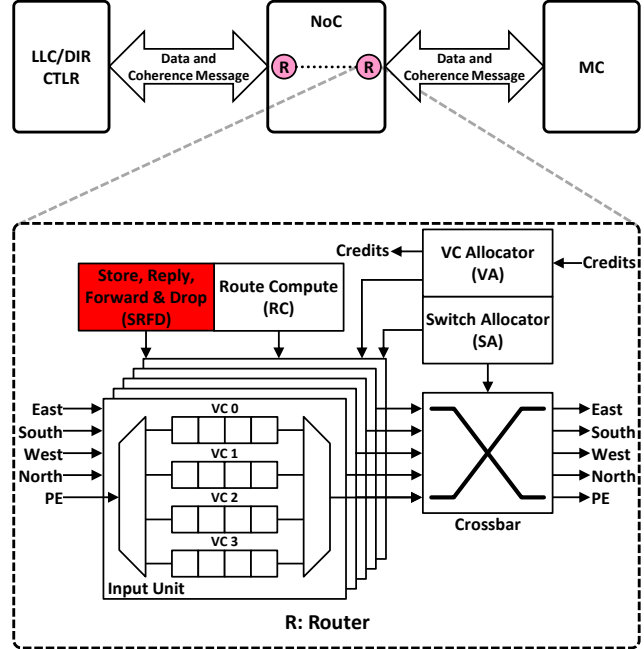 LLC/DIR
CTLR
Data and
Coherence Message
NoC
R
R
Data and
Coherence Message
MC
Store, Reply,
Forward & Drop
(SRFD)
Route Compute
(RC)
Credits
VC Allocator
(VA)
Credits
Switch Allocator
(SA)
East
South
West
North
PE
VC 0
VC 1
VC 2
VC 3
Input Unit
East
South
West
North
PE
Crossbar
R: Router